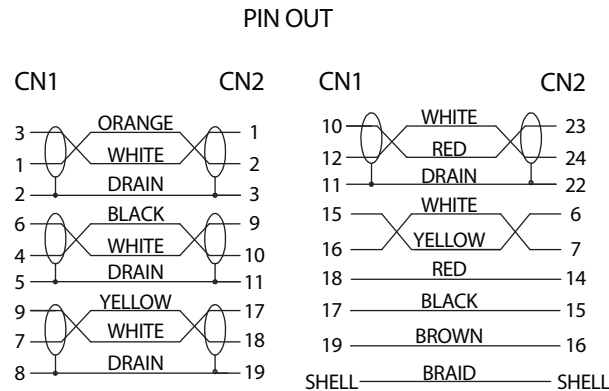 PIN OUT
CN1 CN2
3 ORANGE 1
1 WHITE 2
2 DRAIN 3
6 BLACK 9
4 WHITE 10
5 DRAIN 11
9 YELLOW 17
7 WHITE 18
8 DRAIN 19
CN1 CN2
10 WHITE 23
12 RED 24
11 DRAIN 22
15 WHITE 6
16 YELLOW 7
18 RED 14
17 BLACK 15
19 BROWN 16
SHELL BRAID SHELL